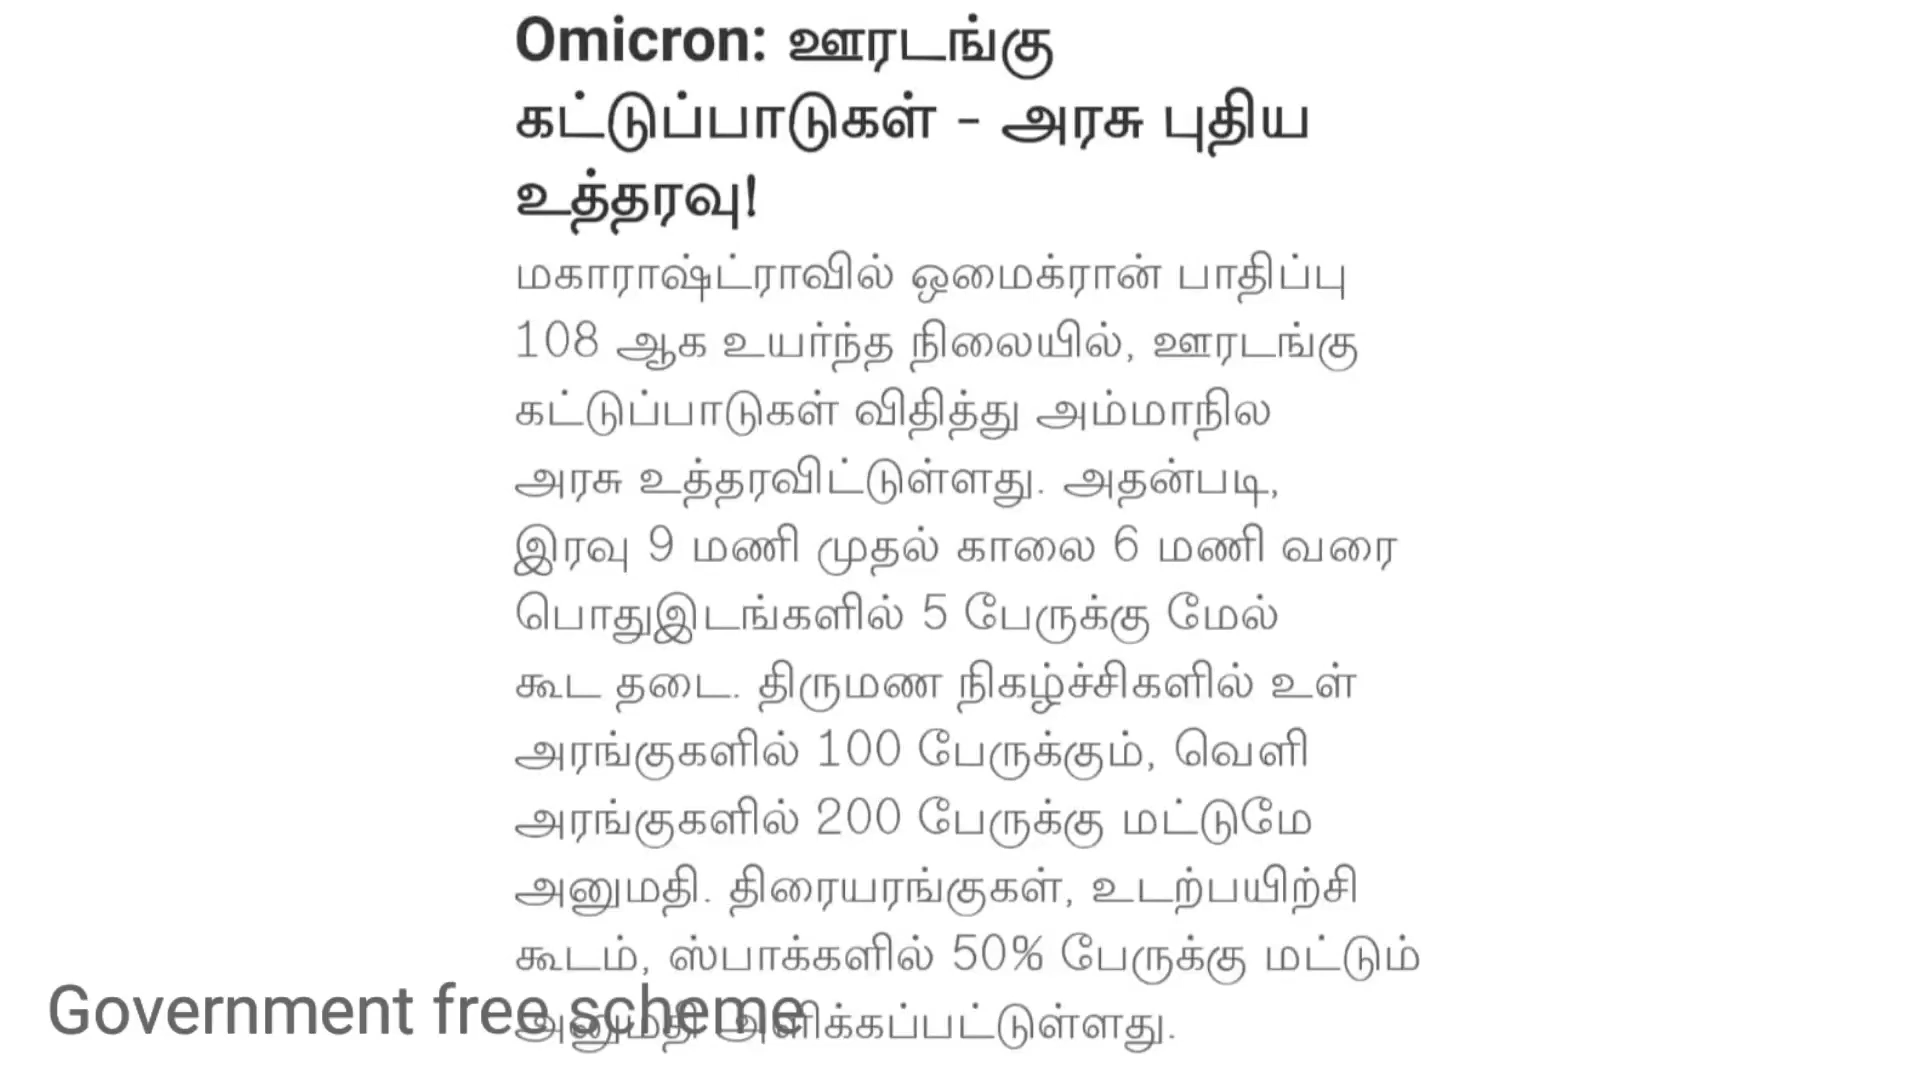 Omicron: ஊரடங்கு
கட்டுப்பாடுகள் - அரசு புதிய
உத்தரவு!
மகாராஷ்ட்ராவில் ஒமைக்ரான் பாதிப்பு
108 ஆக உயர்ந்த நிலையில், ஊரடங்கு
கட்டுப்பாடுகள் விதித்து அம்மாநில
அரசு உத்தரவிட்டுள்ளது. அதன்படி,
இரவு 9 மணி முதல் காலை 6 மணி வரை
பொதுஇடங்களில் 5 பேருக்கு மேல்
கூட தடை. திருமண நிகழ்ச்சிகளில் உள்
அரங்குகளில் 100 பேருக்கும், வெளி
அரங்குகளில் 200 பேருக்கு மட்டுமே
அனுமதி. திரையரங்குகள், உடற்பயிற்சி
கூடம், ஸ்பாக்களில் 50% பேருக்கு மட்டும்
அனுமதி அளிக்கப்பட்டுள்ளது.
Government free scheme